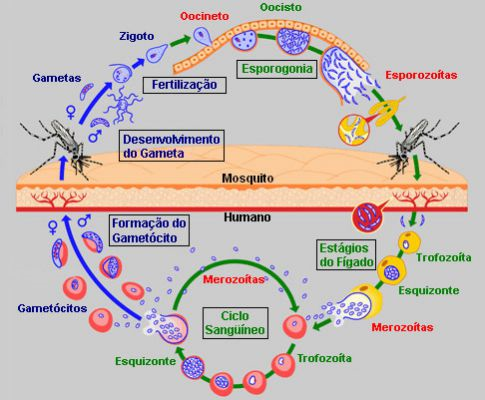 Oocisto
Oocineto
Zigoto
Gametas
Fertilização
Esporogonia
Esporozoítas
♀
♂
Desenvolvimento
do Gameta
Mosquito
Humano
♀
♂
Formação do
Gametócito
Estágios
do Fígado
Trofozoíta
Esquizonte
Merozoítas
Gametócitos
Merozoítas
Ciclo
Sangüíneo
Esquizonte
Trofozoíta